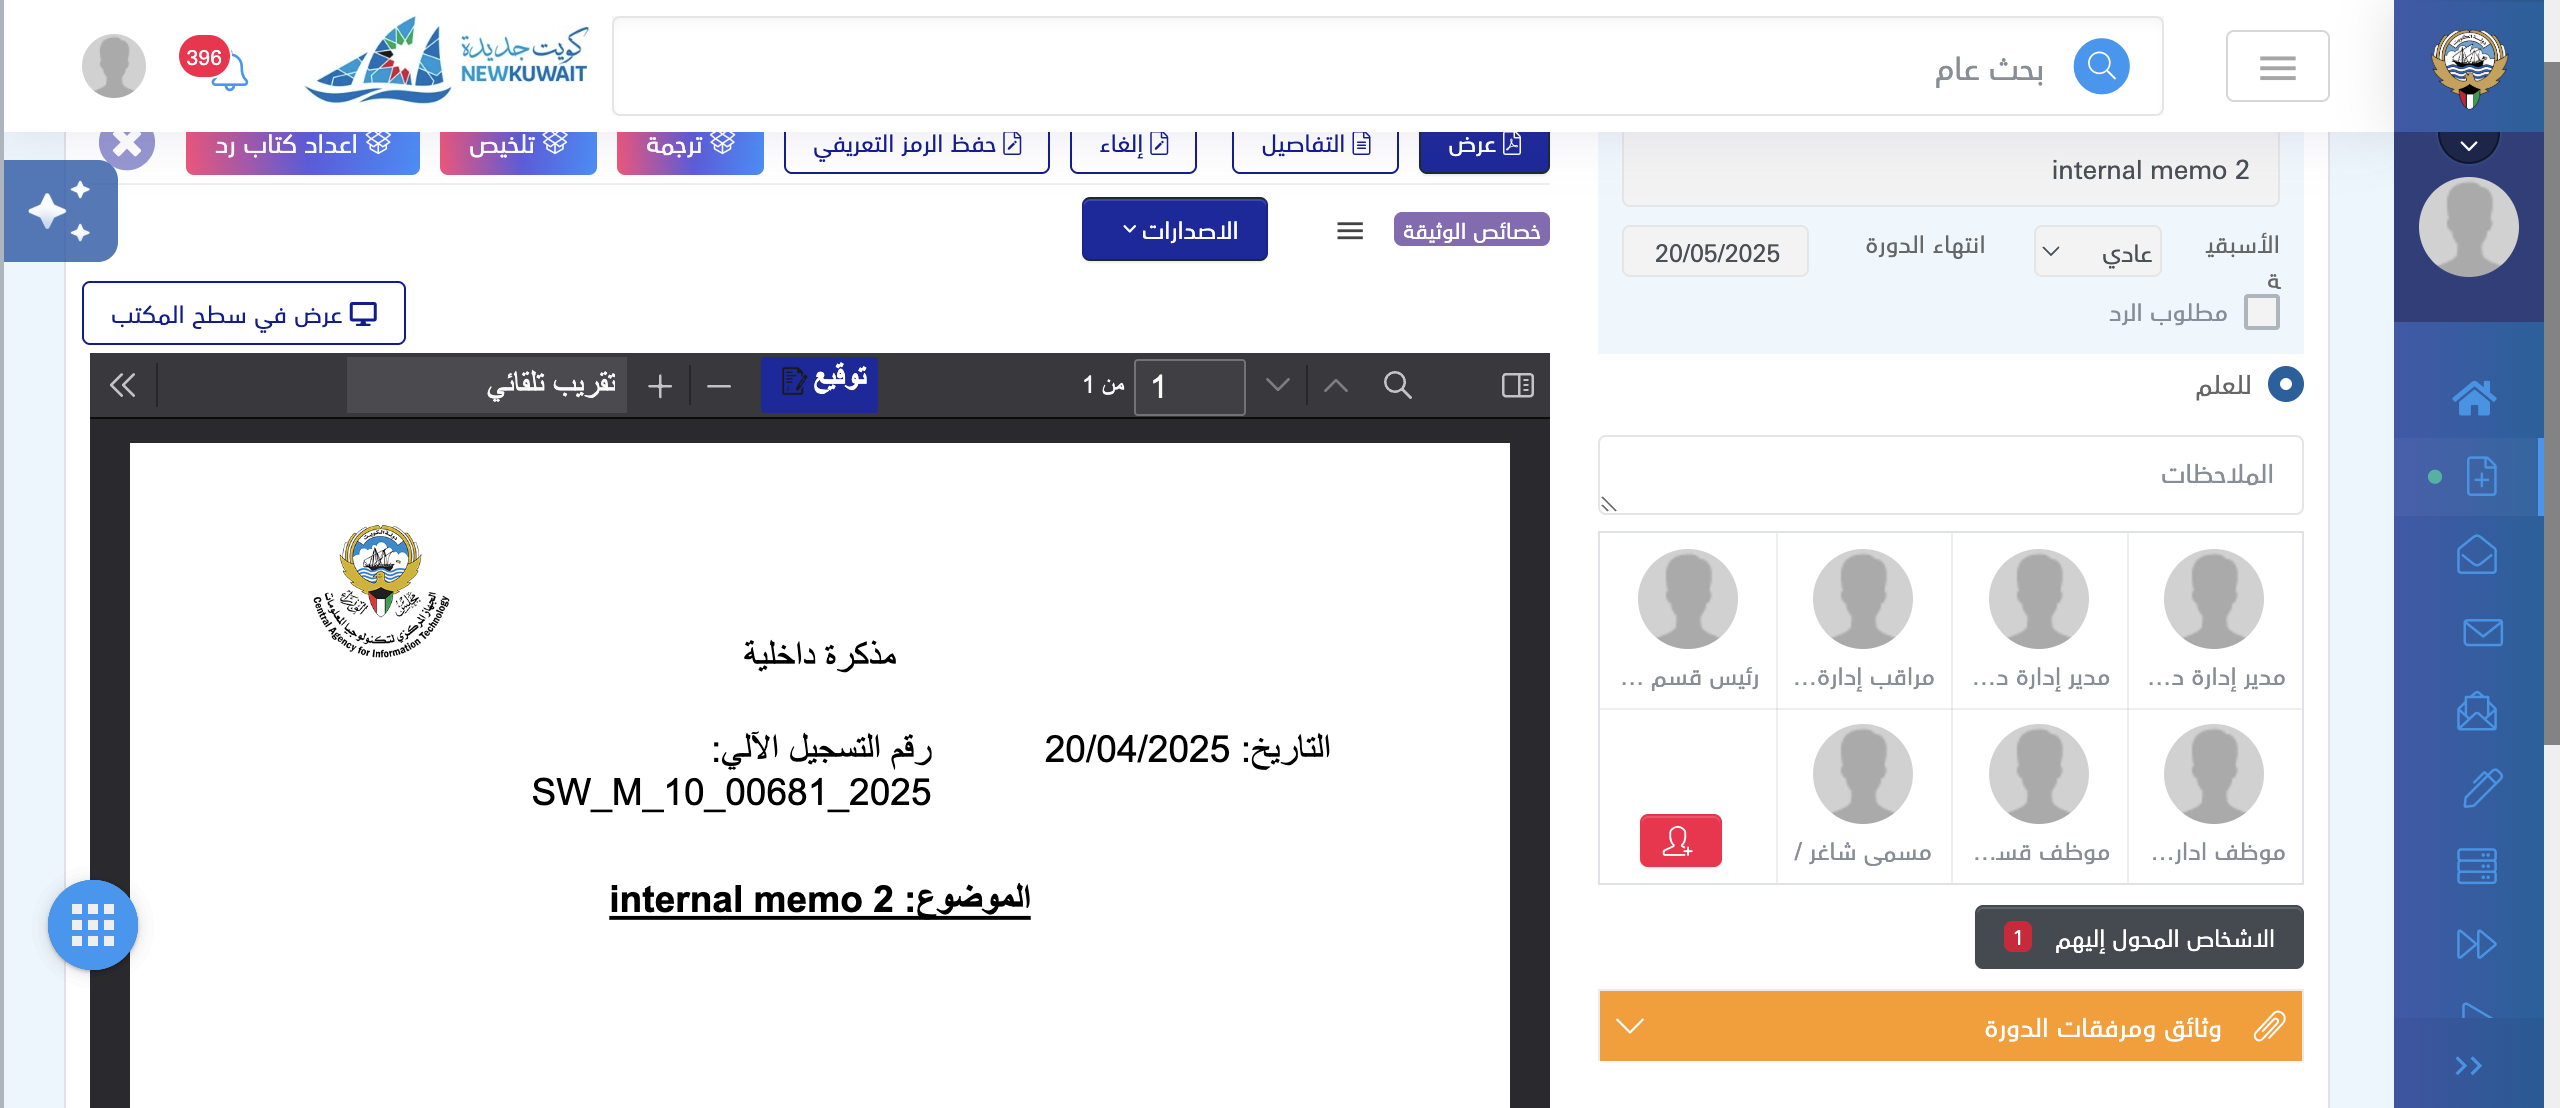 بحث عام
كويت جديدة
NEWKUWAIT
396
internal memo 2
الأسبقية
عادي
انتهاء الدورة
20/05/2025
مطلوب الرد
للعلم
الملاحظات
مدير إدارة د...
مدير إدارة د...
مراقب إدارة...
رئيس قسم ...
موظف ادار...
موظف قسـ...
مسمى شاغر /
الاشخاص المحول إليهم 1
وثائق ومرفقات الدورة
عرض
التفاصيل
إلغاء
حفظ الرمز التعريفي
ترجمة
تلخيص
اعداد كتاب رد
خصائص الوثيقة
الاصدارات
عرض في سطح المكتب
1 من 1
توقيع
تقريب تلقائي
دولة الكويت
مجلس الوزراء
الجهاز المركزي لتكنولوجيا المعلومات
Central Agency for Information Technology
مذكرة داخلية
التاريخ: 20/04/2025
رقم التسجيل الآلي:
SW_M_10_00681_2025
الموضوع: internal memo 2